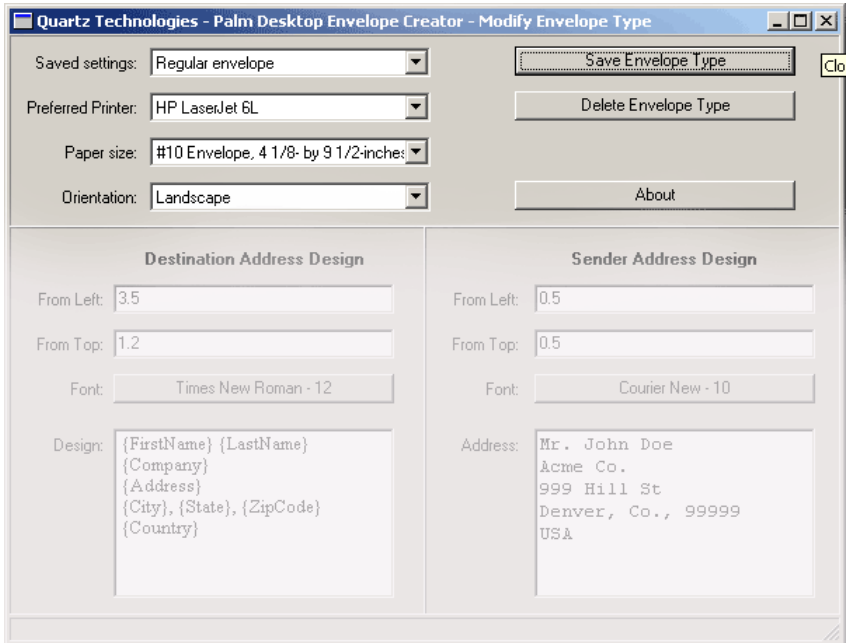 Quartz Technologies - Palm Desktop Envelope Creator - Modify Envelope Type
Saved settings: Regular envelope
Save Envelope Type
Clo
Preferred Printer: HP LaserJet 6L
Delete Envelope Type
Paper size: #10 Envelope, 4 1/8- by 9 1/2-inches
Orientation: Landscape
About
Destination Address Design
From Left: 3.5
From Top: 1.2
Font: Times New Roman - 12
Design: {FirstName} {LastName}
{Company}
{Address}
{City}, {State}, {ZipCode}
{Country}
Sender Address Design
From Left: 0.5
From Top: 0.5
Font: Courier New - 10
Address: Mr. John Doe
Acme Co.
999 Hill St
Denver, Co., 99999
USA